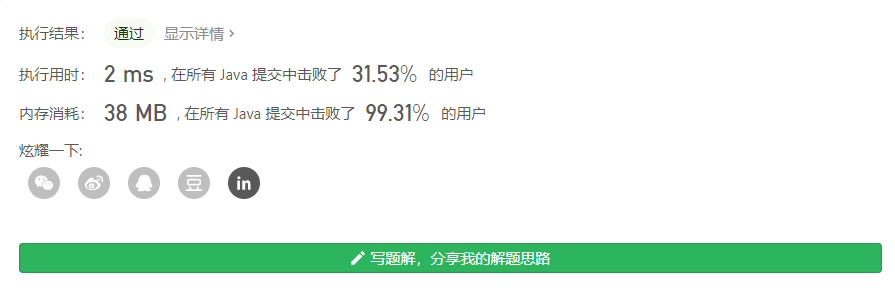 执行结果： 通过 显示详情 ›
执行用时： 2 ms , 在所有 Java 提交中击败了 31.53% 的用户
内存消耗： 38 MB , 在所有 Java 提交中击败了 99.31% 的用户
炫耀一下:
豆 in
写题解，分享我的解题思路